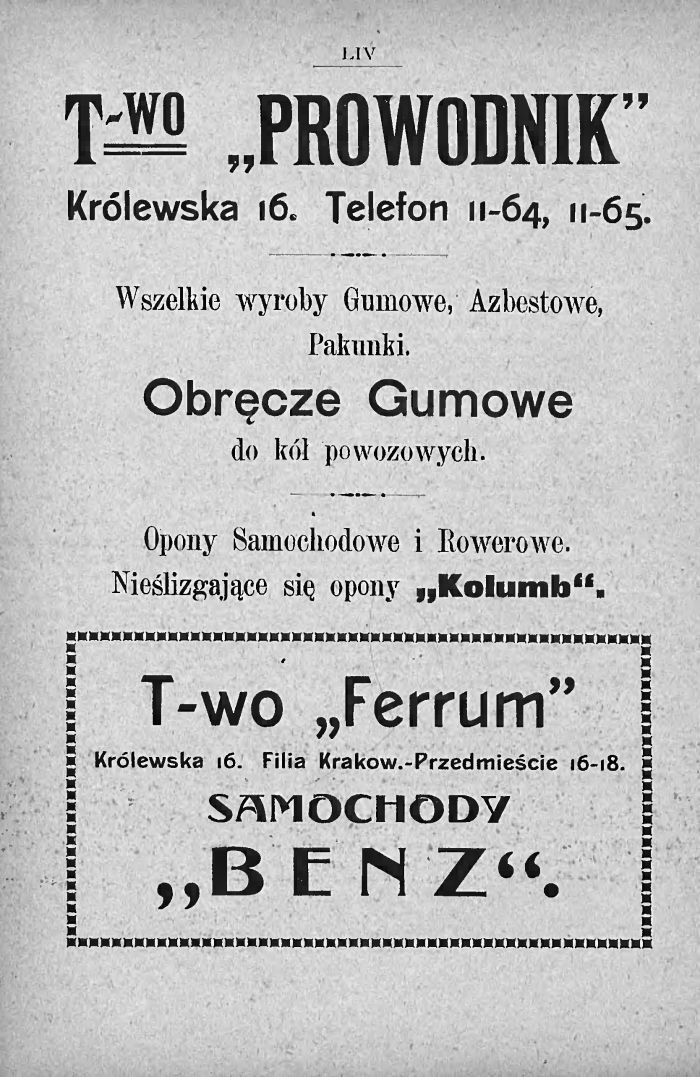 LIV
T-WO „PROWODNIK”
Królewska 16. Telefon 11-64, 11-65.
Wszelkie wyroby Gumowe, Azbestowe,
Pakunki.
Obręcze Gumowe
do kół powozowych.
Opony Samochodowe i Rowerowe.
Nieślizgające się opony „Kolumb“.
T-wo „Ferrum”
Królewska 16. Filia Krakow.-Przedmieście 16-18.
SAMOCHODY
„BENZ“.